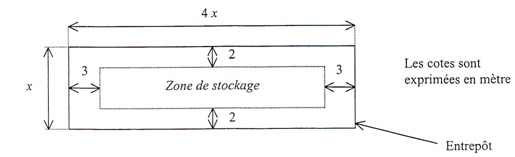 4 x
2
Les cotes sont
exprimées en mètre
3
3
x
Zone de stockage
2
Entrepôt